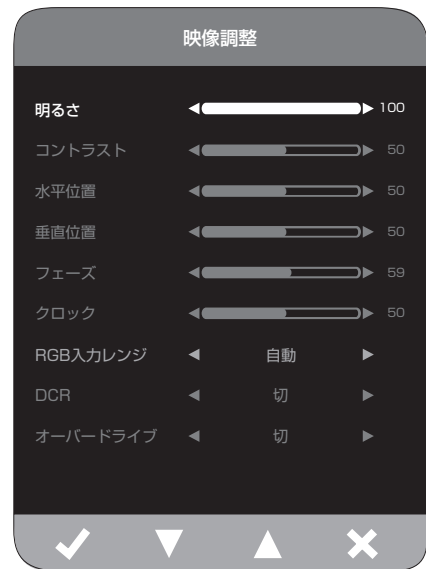 映像調整
明るさ 100
コントラスト 50
水平位置 50
垂直位置 50
フェーズ 59
クロック 50
RGB入力レンジ 自動
DCR 切
オーバードライブ 切